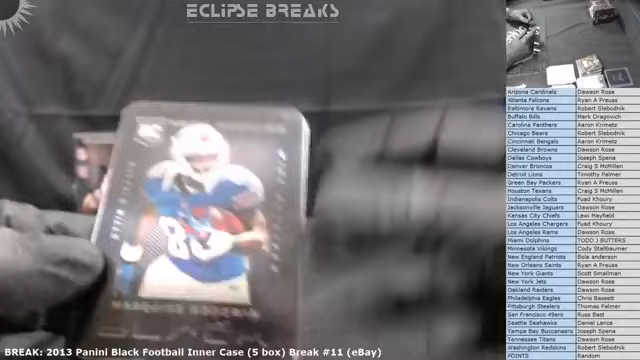 ECLIPSE BREAKS
83
Arizona Cardinals Dawson Rose
Atlanta Falcons Ryan A Preuss
Baltimore Ravens Robert Slebodnik
Buffalo Bills Mark Dragovich
Carolina Panthers Aaron Krimetz
Chicago Bears Robert Slebodnik
Cincinnati Bengals Aaron Krimetz
Cleveland Browns Dawson Rose
Dallas Cowboys Joseph Spena
Denver Broncos Craig S McMillen
Detroit Lions Timothy Palmer
Green Bay Packers Ryan A Preuss
Houston Texans Craig S McMillen
Indianapolis Colts Fuad Khoury
Jacksonville Jaguars Dawson Rose
Kansas City Chiefs Lewi Mayfield
Los Angeles Chargers Fuad Khoury
Los Angeles Rams Dawson Rose
Miami Dolphins TODD J BUTTERS
Minnesota Vikings Cody Stallbaumer
New England Patriots Bole anderson
New Orleans Saints Ryan A Preuss
New York Giants Scott Smallman
New York Jets Dawson Rose
Oakland Raiders Dawson Rose
Philadelphia Eagles Chris Bassett
Pittsburgh Steelers Thomas Palmer
San Francisco 49ers Russ Bast
Seattle Seahawks Daniel Lance
Tampa Bay Buccaneers Joseph Spena
Tennessee Titans Dawson Rose
Washington Redskins Robert Slebodnik
POINTS Random
BREAK: 2013 Panini Black Football Inner Case (5 box) Break #11 (eBay)